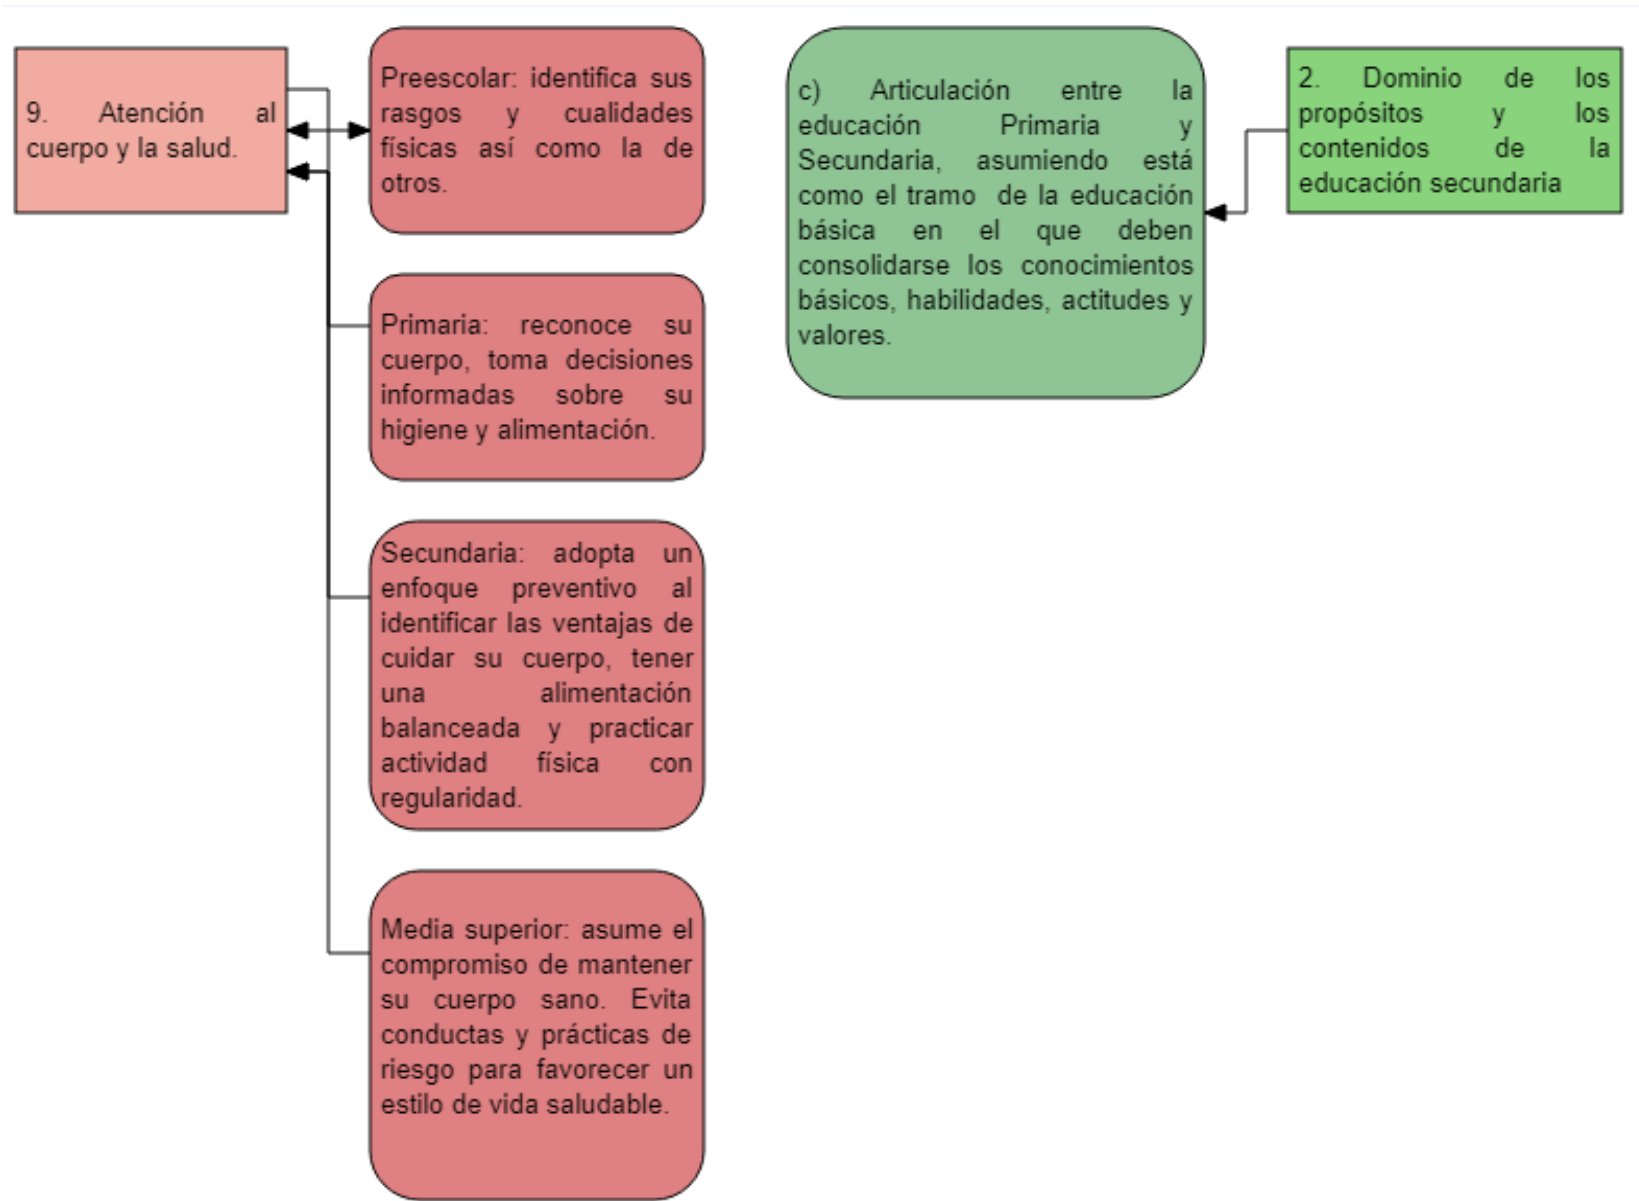 9. Atención al
cuerpo y la salud.
Preescolar: identifica sus
rasgos y cualidades
físicas así como la de
otros.
Primaria: reconoce su
cuerpo, toma decisiones
informadas sobre su
higiene y alimentación.
Secundaria: adopta un
enfoque preventivo al
identificar las ventajas de
cuidar su cuerpo, tener
una alimentación
balanceada y practicar
actividad física con
regularidad.
Media superior: asume el
compromiso de mantener
su cuerpo sano. Evita
conductas y prácticas de
riesgo para favorecer un
estilo de vida saludable.
c) Articulación entre la
educación Primaria y
Secundaria, asumiendo está
como el tramo de la educación
básica en el que deben
consolidarse los conocimientos
básicos, habilidades, actitudes y
valores.
2. Dominio de los
propósitos y los
contenidos de la
educación secundaria